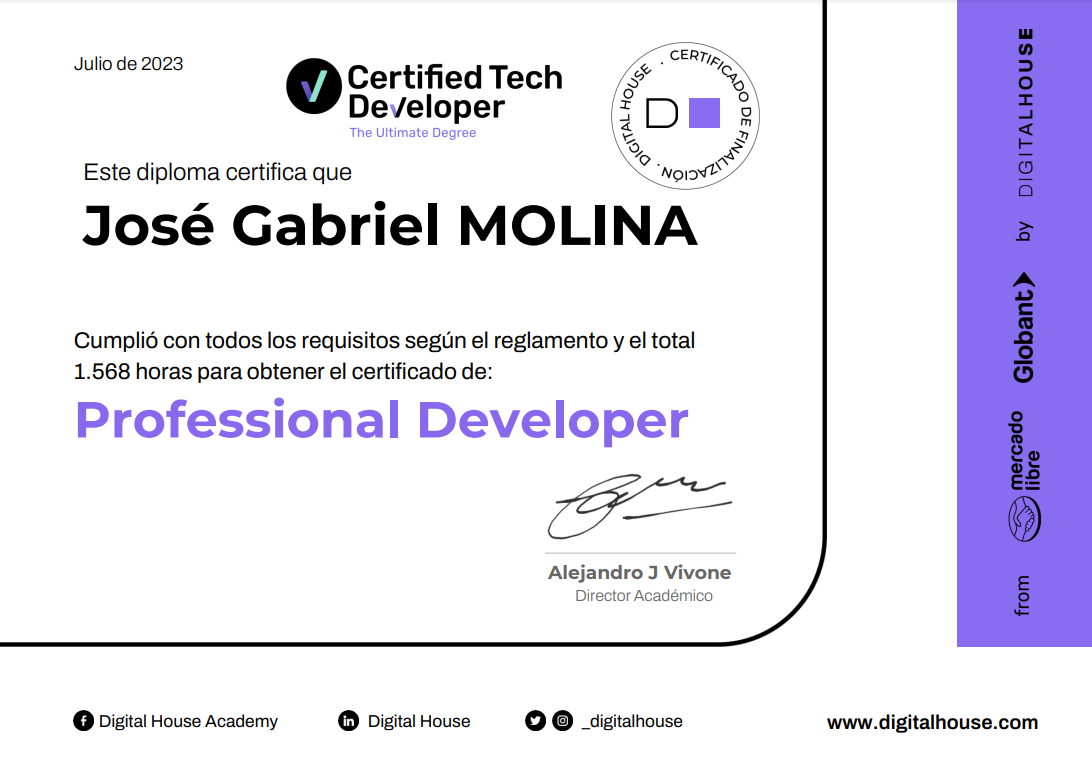 Julio de 2023
Certified Tech
Developer
The Ultimate Degree
DIGITAL HOUSE . CERTIFICADO DE FINALIZACIÓN .
D
Este diploma certifica que
José Gabriel MOLINA
Cumplió con todos los requisitos según el reglamento y el total
1.568 horas para obtener el certificado de:
Professional Developer
Alejandro J Vivone
Director Académico
from mercado libre Globant by DIGITALHOUSE
Digital House Academy
Digital House
_digitalhouse
www.digitalhouse.com